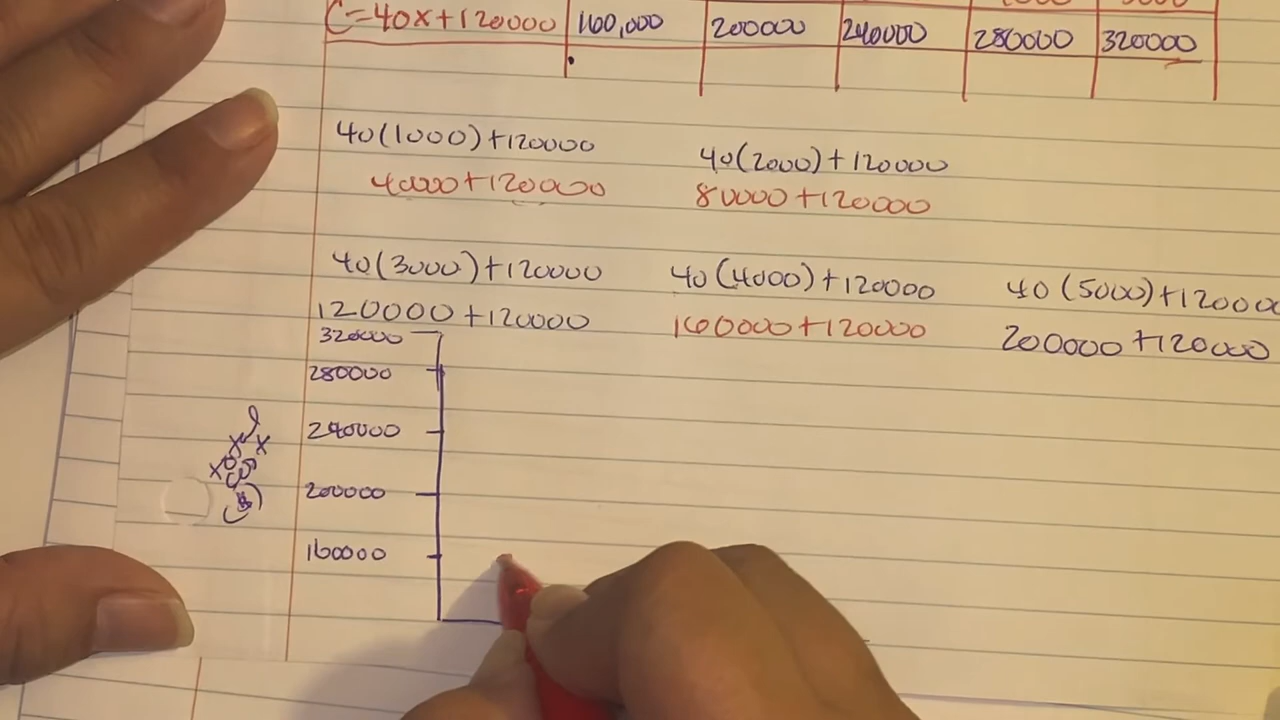 C=40x+120000 160,000 200000 240000 280000 320000
40(1000)+120000 40(2000)+120000
40000+120000 80000+120000
40(3000)+120000 40(4000)+120000 40(5000)+12000
120000+120000 160000+120000 200000+120000
320000
280000
240000
200000
160000